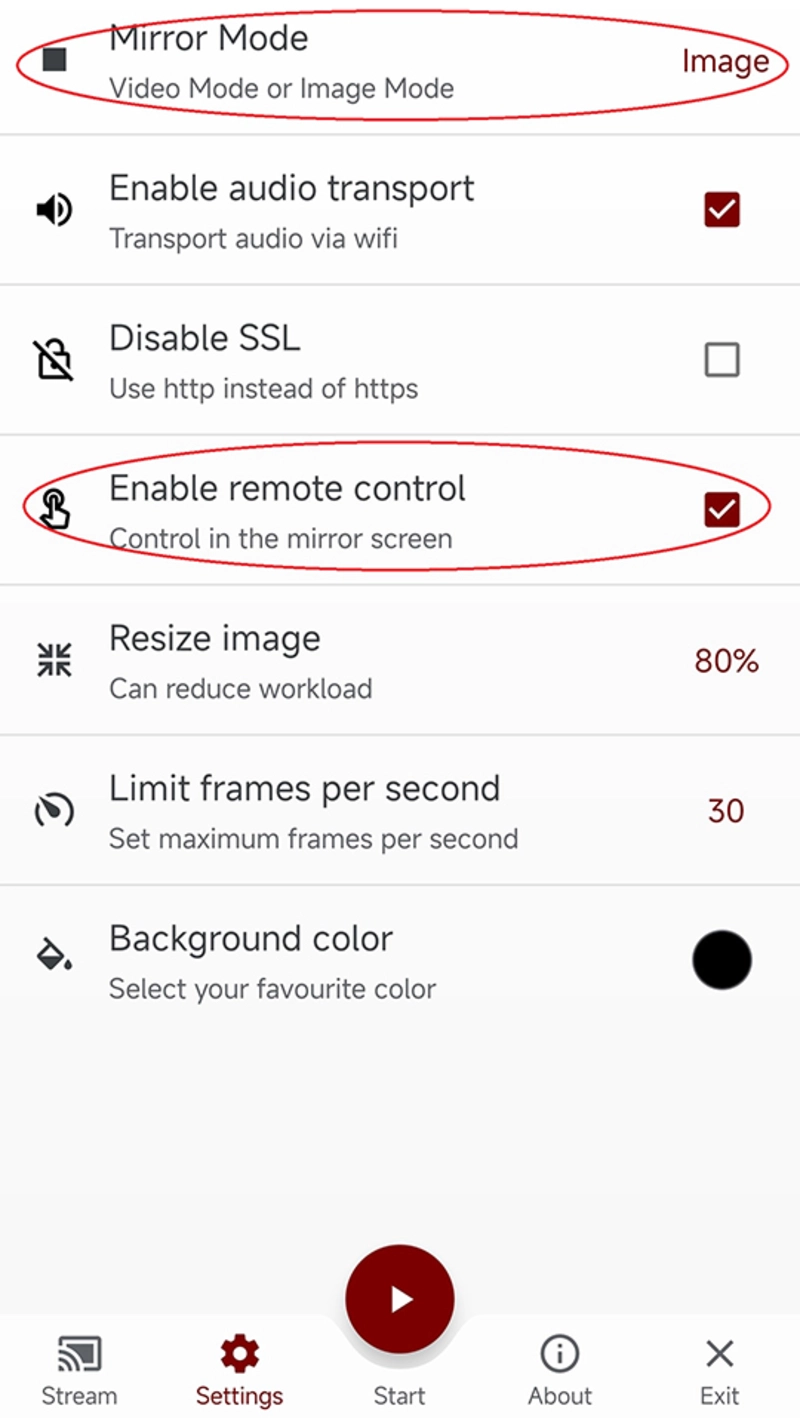 Mirror Mode
Image
Video Mode or Image Mode
Enable audio transport
Transport audio via wifi
Disable SSL
Use http instead of https
Enable remote control
Control in the mirror screen
Resize image
80%
Can reduce workload
Limit frames per second
30
Set maximum frames per second
Background color
Select your favourite color
Stream
Settings
Start
About
Exit